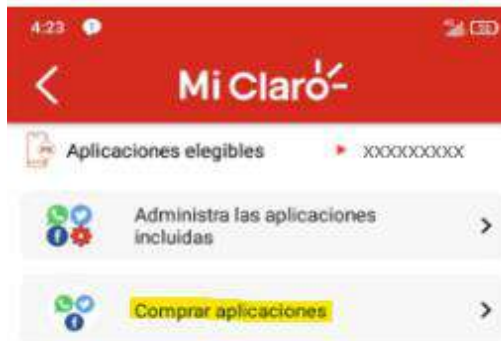 4:23
Mi Claro
Aplicaciones elegibles XXXXXXXXX
Administra las aplicaciones
incluidas
Comprar aplicaciones